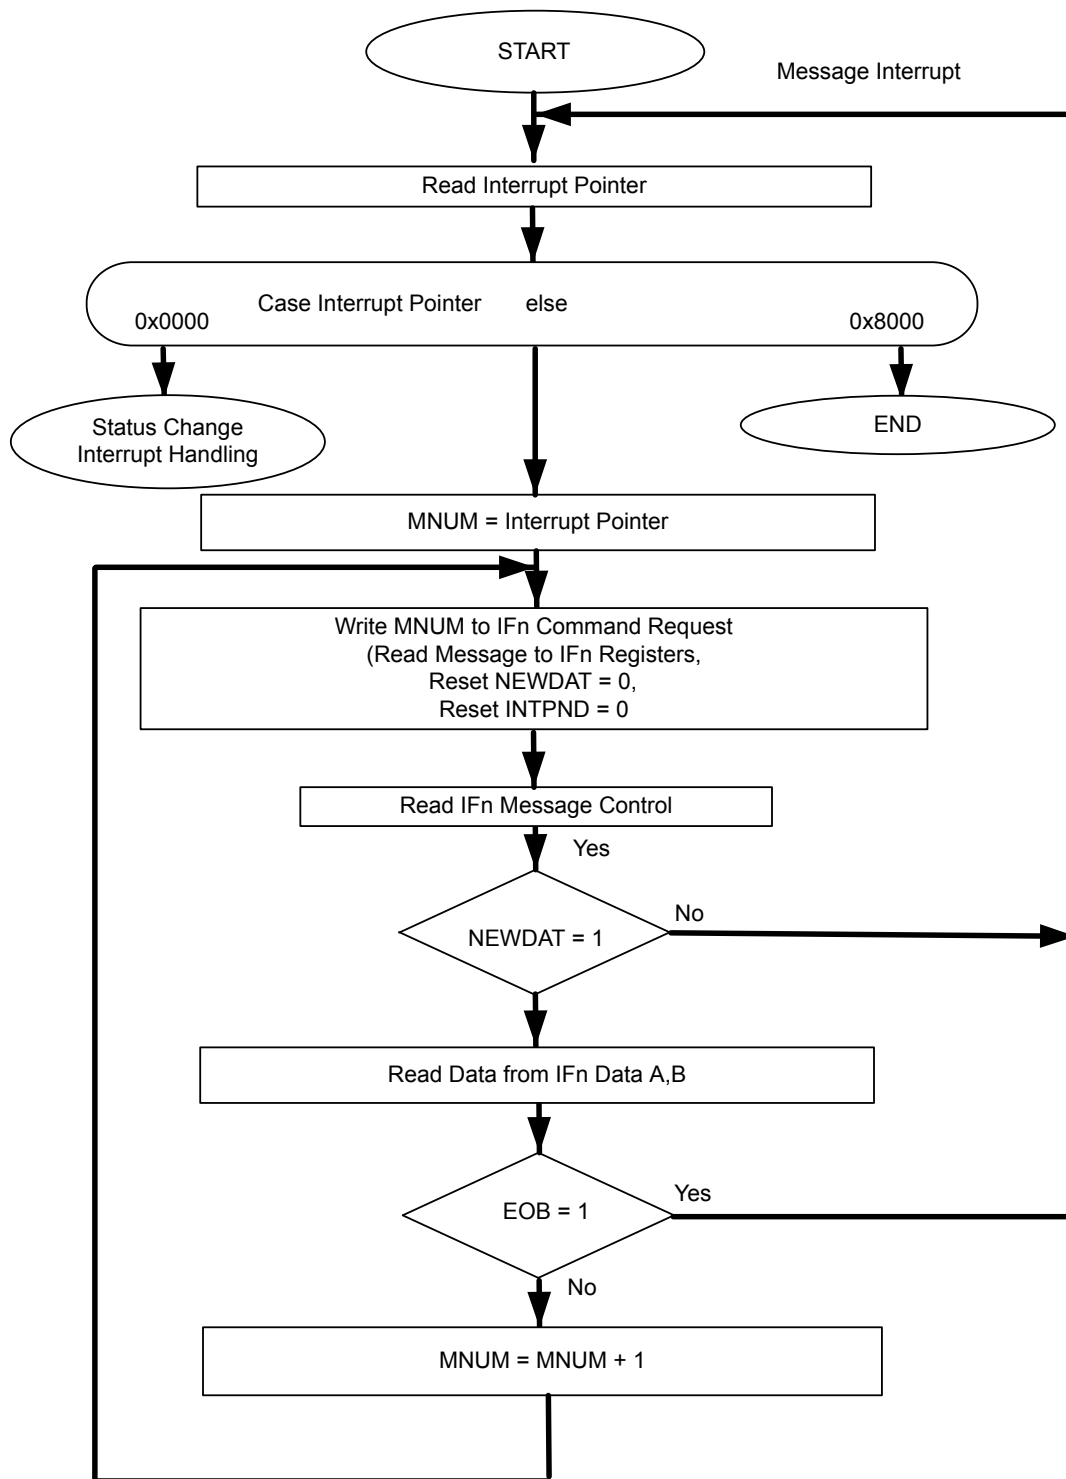 START
Message Interrupt
Read Interrupt Pointer
Case Interrupt Pointer else
0x0000
0x8000
Status Change
Interrupt Handling
END
MNUM = Interrupt Pointer
Write MNUM to IFn Command Request
(Read Message to IFn Registers,
Reset NEWDAT = 0,
Reset INTPND = 0
Read IFn Message Control
Yes
No
NEWDAT = 1
Read Data from IFn Data A,B
Yes
EOB = 1
No
MNUM = MNUM + 1